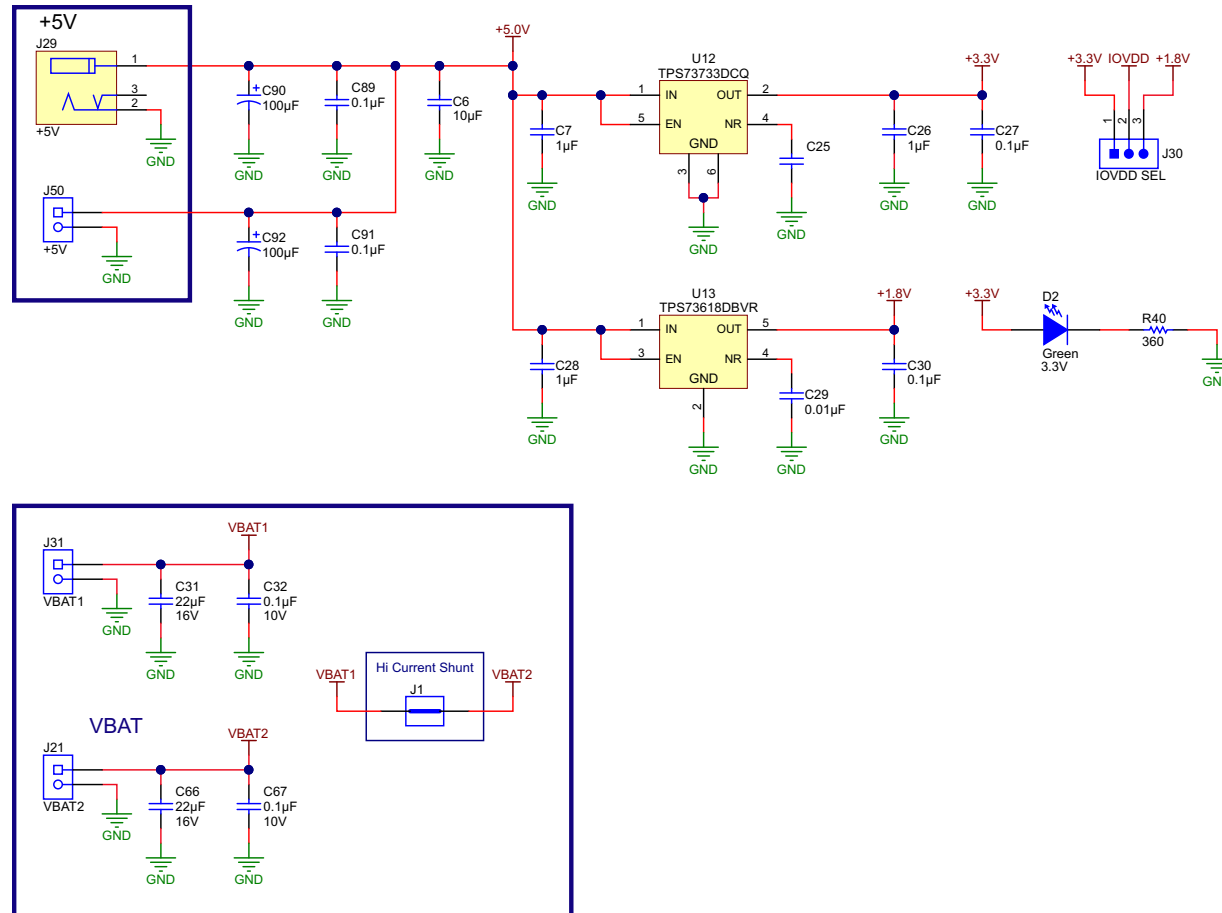 +5V
J29
1
3
2
+5V
GND
J50
+5V
GND
C90
100µF
GND
C89
0.1µF
GND
C6
10µF
GND
C92
100µF
GND
C91
0.1µF
GND
+5.0V
C7
1µF
GND
U12
TPS73733DCQ
1 IN OUT 2
5 EN NR 4
GND
3 6
GND
C25
GND
C26
1µF
GND
+3.3V
C27
0.1µF
GND
+3.3V IOVDD +1.8V
1 2 3
J30
IOVDD SEL
C28
1µF
GND
U13
TPS73618DBVR
1 IN OUT 5
3 EN NR 4
GND
2
GND
C29
0.01µF
GND
+1.8V
C30
0.1µF
GND
+3.3V
D2
Green
3.3V
R40
360
GN
J31
VBAT1
GND
C31
22µF
16V
GND
VBAT1
C32
0.1µF
10V
GND
VBAT1
Hi Current Shunt
J1
VBAT2
VBAT
J21
VBAT2
GND
C66
22µF
16V
GND
VBAT2
C67
0.1µF
10V
GND